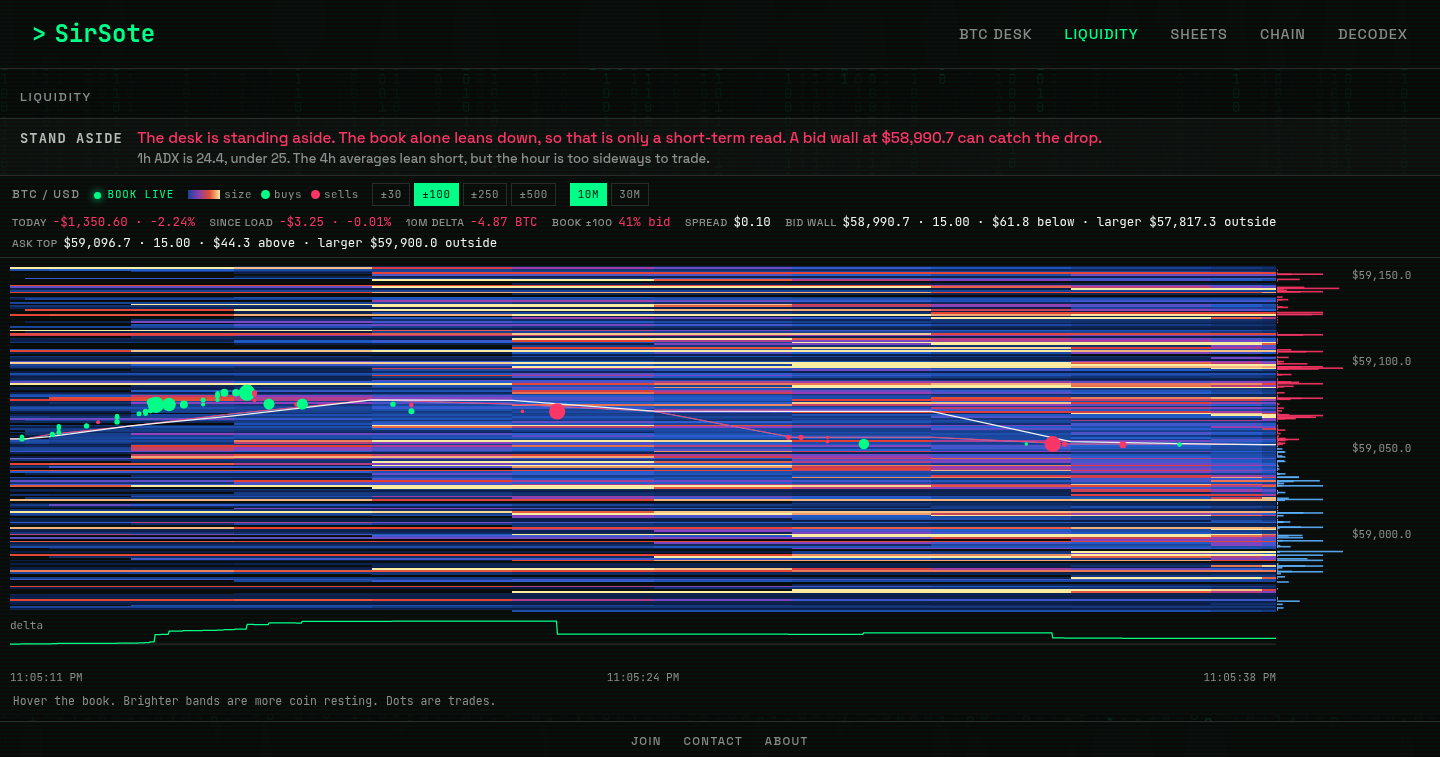 > SirSote
BTC DESK LIQUIDITY SHEETS CHAIN DECODEX
LIQUIDITY
STAND ASIDE The desk is standing aside. The book alone leans down, so that is only a short-term read. A bid wall at $58,990.7 can catch the drop.
1h ADX is 24.4, under 25. The 4h averages lean short, but the hour is too sideways to trade.
BTC / USD BOOK LIVE size buys sells ±30 ±100 ±250 ±500 10M 30M
TODAY -$1,350.60 · -2.24% SINCE LOAD -$3.25 · -0.01% 10M DELTA -4.87 BTC BOOK ±100 41% bid SPREAD $0.10 BID WALL $58,990.7 · 15.00 · $61.8 below · larger $57,817.3 outside
ASK TOP $59,096.7 · 15.00 · $44.3 above · larger $59,900.0 outside
$59,150.0
$59,100.0
$59,050.0
$59,000.0
delta
11:05:11 PM 11:05:24 PM 11:05:38 PM
Hover the book. Brighter bands are more coin resting. Dots are trades.
JOIN CONTACT ABOUT